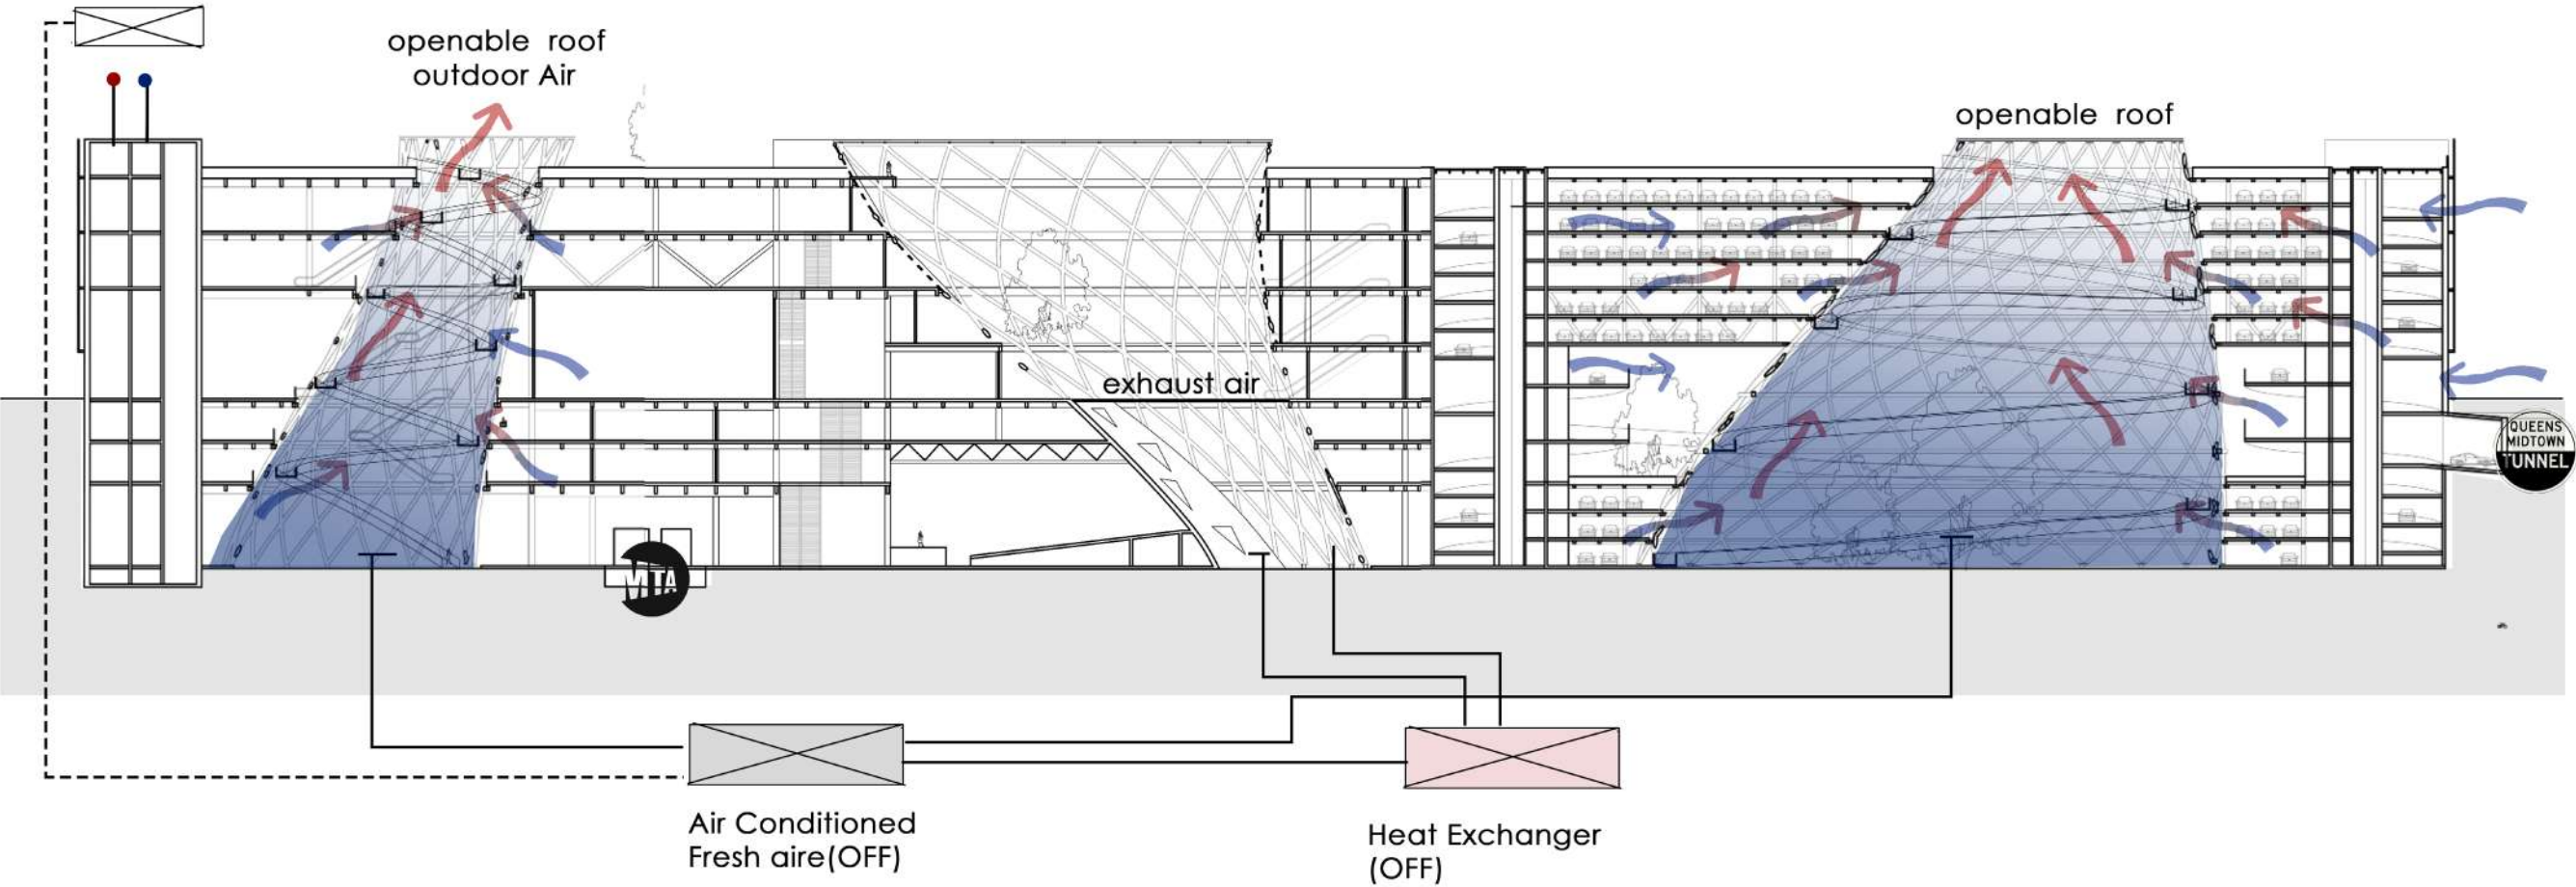 openable roof
outdoor Air
openable roof
exhaust air
QUEENS
MIDTOWN
TUNNEL
MTA
Air Conditioned
Fresh aire(OFF)
Heat Exchanger
(OFF)